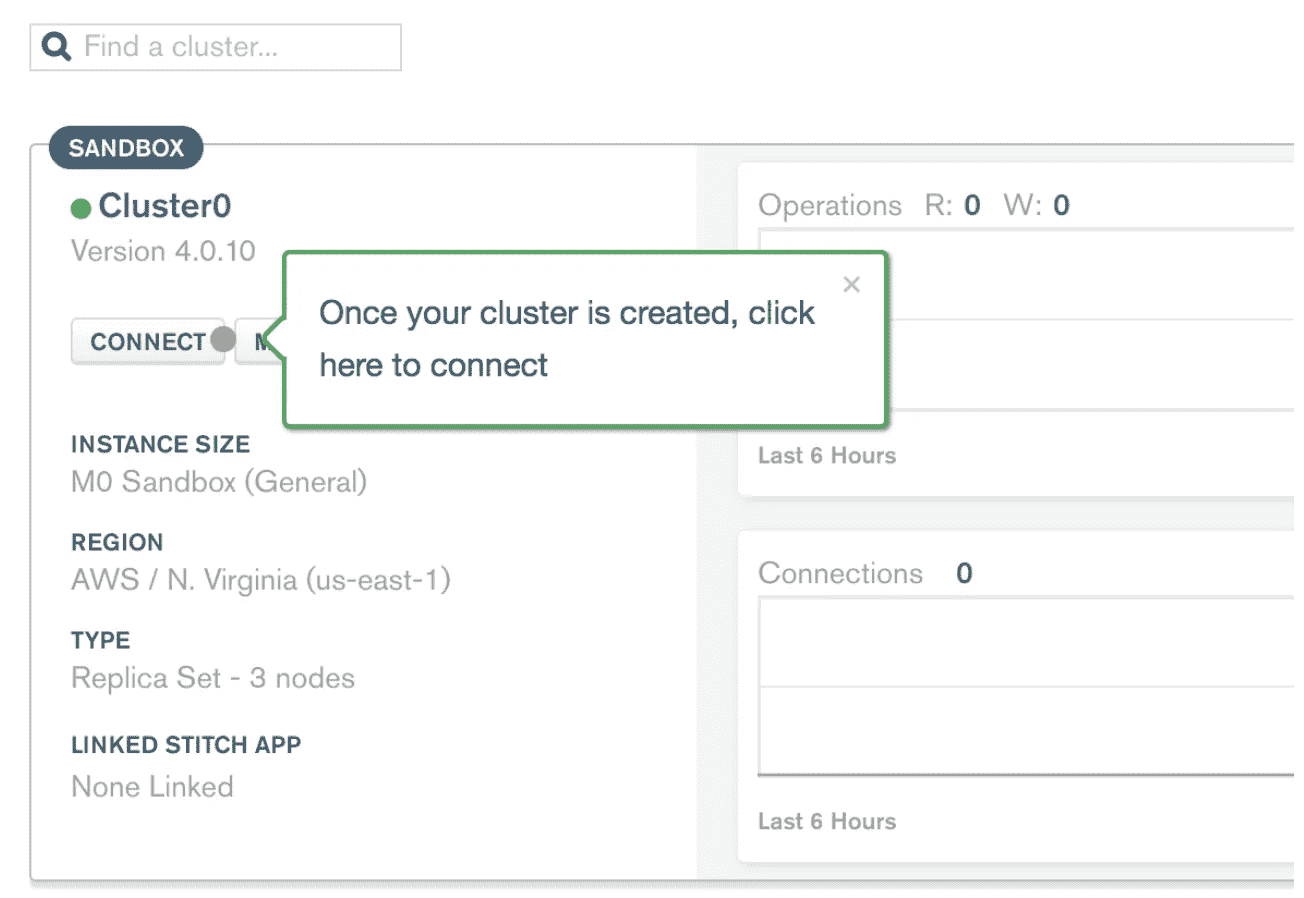 Find a cluster...
SANDBOX
Cluster0
Version 4.0.10
CONNECT
Once your cluster is created, click
here to connect
INSTANCE SIZE
M0 Sandbox (General)
REGION
AWS / N. Virginia (us-east-1)
TYPE
Replica Set - 3 nodes
LINKED STITCH APP
None Linked
Operations R: 0 W: 0
Last 6 Hours
Connections 0
Last 6 Hours